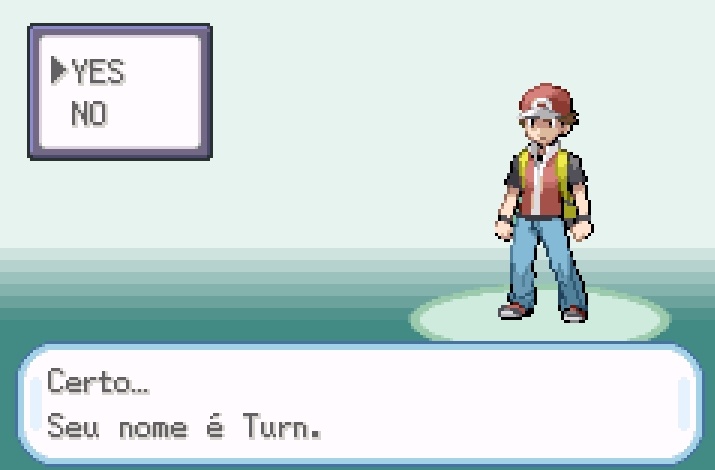 ▶YES
NO
Certo…
Seu nome é Turn.